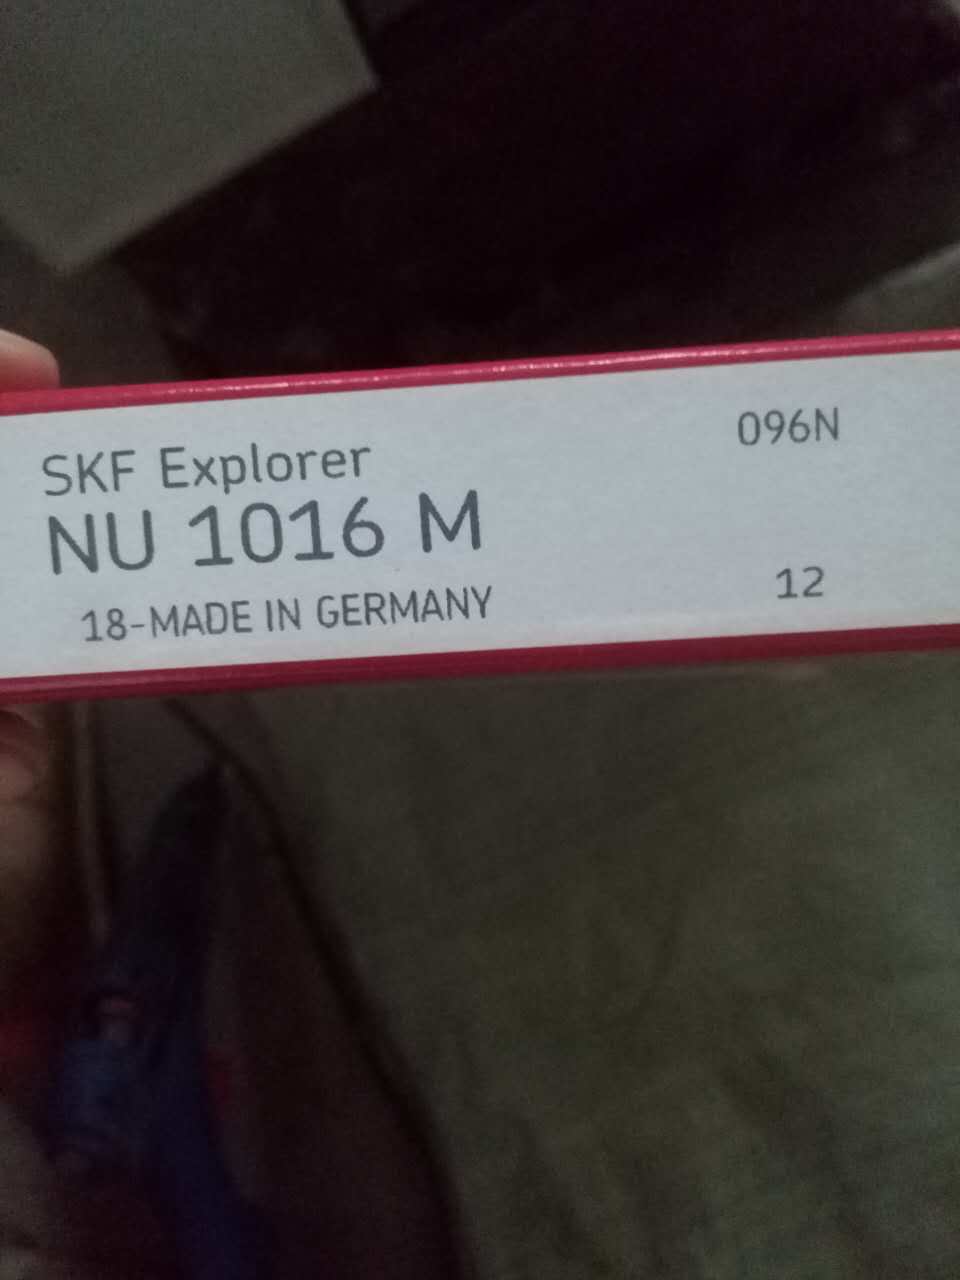 SKF Explorer
NU 1016 M
18-MADE IN GERMANY
096N
12